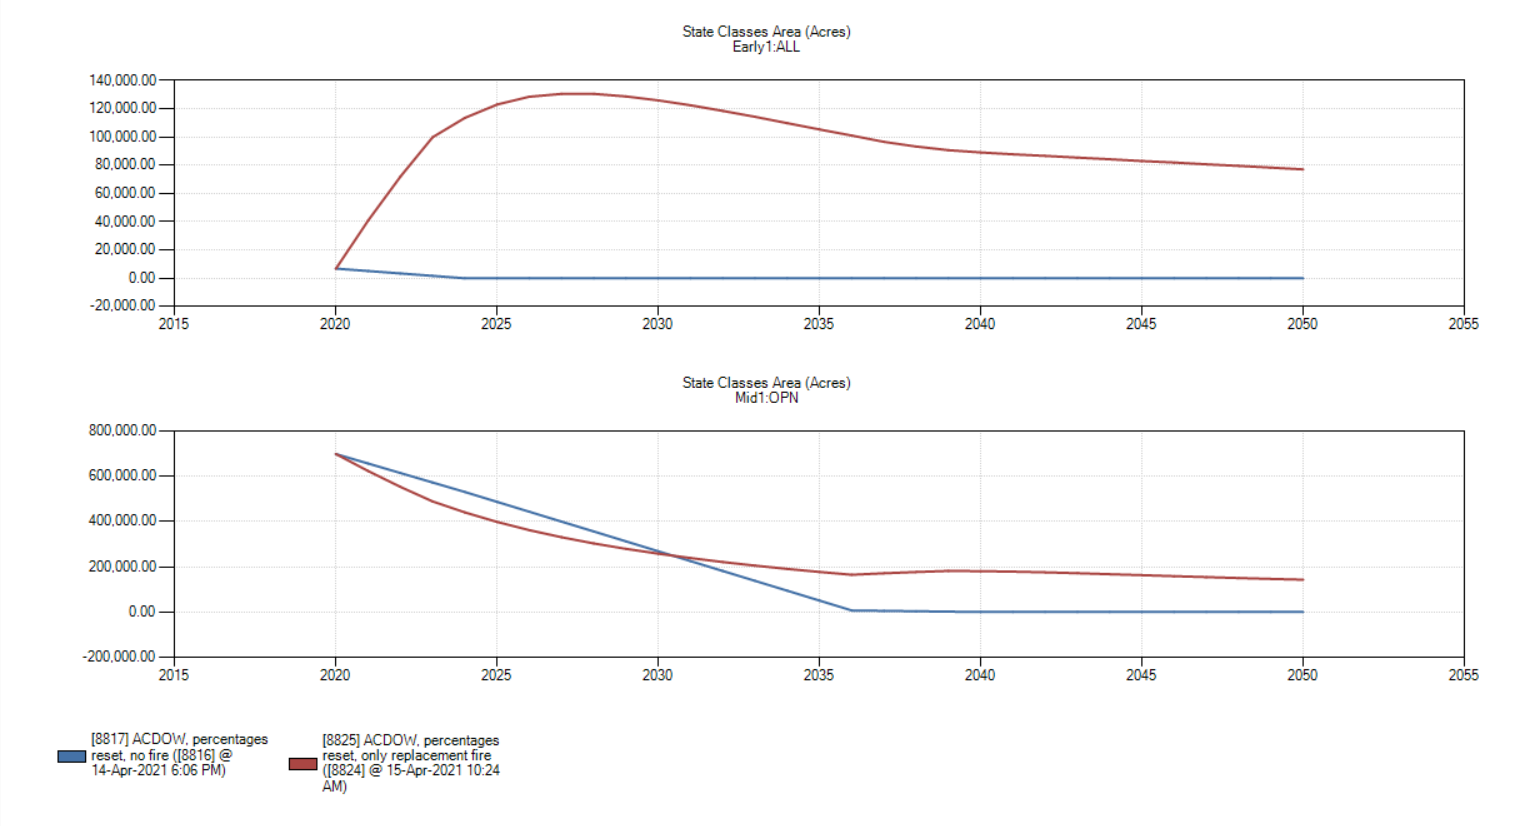 State Classes Area (Acres)
Early1:ALL
140,000.00
120,000.00
100,000.00
80,000.00
60,000.00
40,000.00
20,000.00
0.00
-20,000.00
2015 2020 2025 2030 2035 2040 2045 2050 2055
State Classes Area (Acres)
Mid1:OPN
800,000.00
600,000.00
400,000.00
200,000.00
0.00
-200,000.00
2015 2020 2025 2030 2035 2040 2045 2050 2055
[8817] ACDOW, percentages
reset, no fire ([8816] @
14-Apr-2021 6:06 PM)
[8825] ACDOW, percentages
reset, only replacement fire
([8824] @ 15-Apr-2021 10:24
AM)